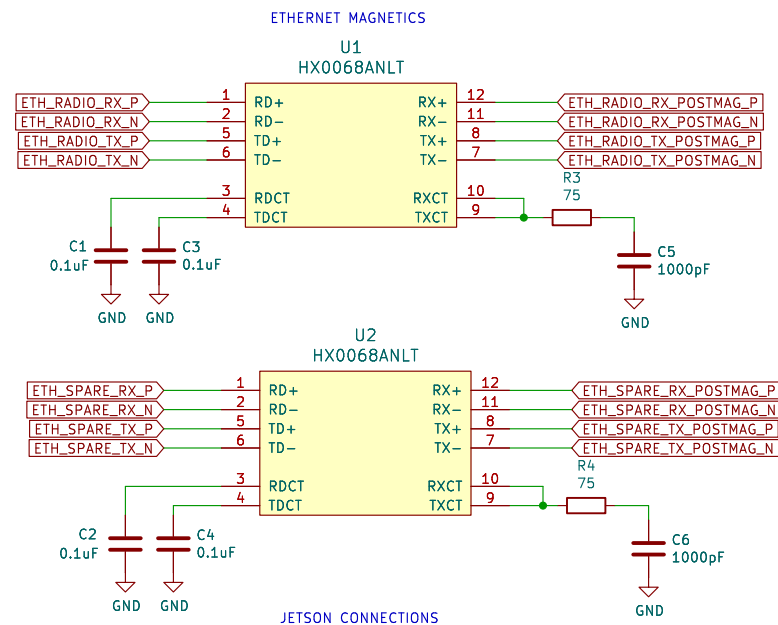 ETHERNET MAGNETICS
U1
HX0068ANLT
ETH_RADIO_RX_P 1 RD+ RX+ 12 ETH_RADIO_RX_POSTMAG_P
ETH_RADIO_RX_N 2 RD- RX- 11 ETH_RADIO_RX_POSTMAG_N
ETH_RADIO_TX_P 5 TD+ TX+ 8 ETH_RADIO_TX_POSTMAG_P
ETH_RADIO_TX_N 6 TD- TX- 7 ETH_RADIO_TX_POSTMAG_N
R3
75
3 RDCT RXCT 10
4 TDCT TXCT 9
C1
0.1uF
C3
0.1uF
C5
1000pF
GND
GND
GND
U2
HX0068ANLT
ETH_SPARE_RX_P 1 RD+ RX+ 12 ETH_SPARE_RX_POSTMAG_P
ETH_SPARE_RX_N 2 RD- RX- 11 ETH_SPARE_RX_POSTMAG_N
ETH_SPARE_TX_P 5 TD+ TX+ 8 ETH_SPARE_TX_POSTMAG_P
ETH_SPARE_TX_N 6 TD- TX- 7 ETH_SPARE_TX_POSTMAG_N
R4
75
3 RDCT RXCT 10
4 TDCT TXCT 9
C2
0.1uF
C4
0.1uF
C6
1000pF
GND
GND
GND
JETSON CONNECTIONS